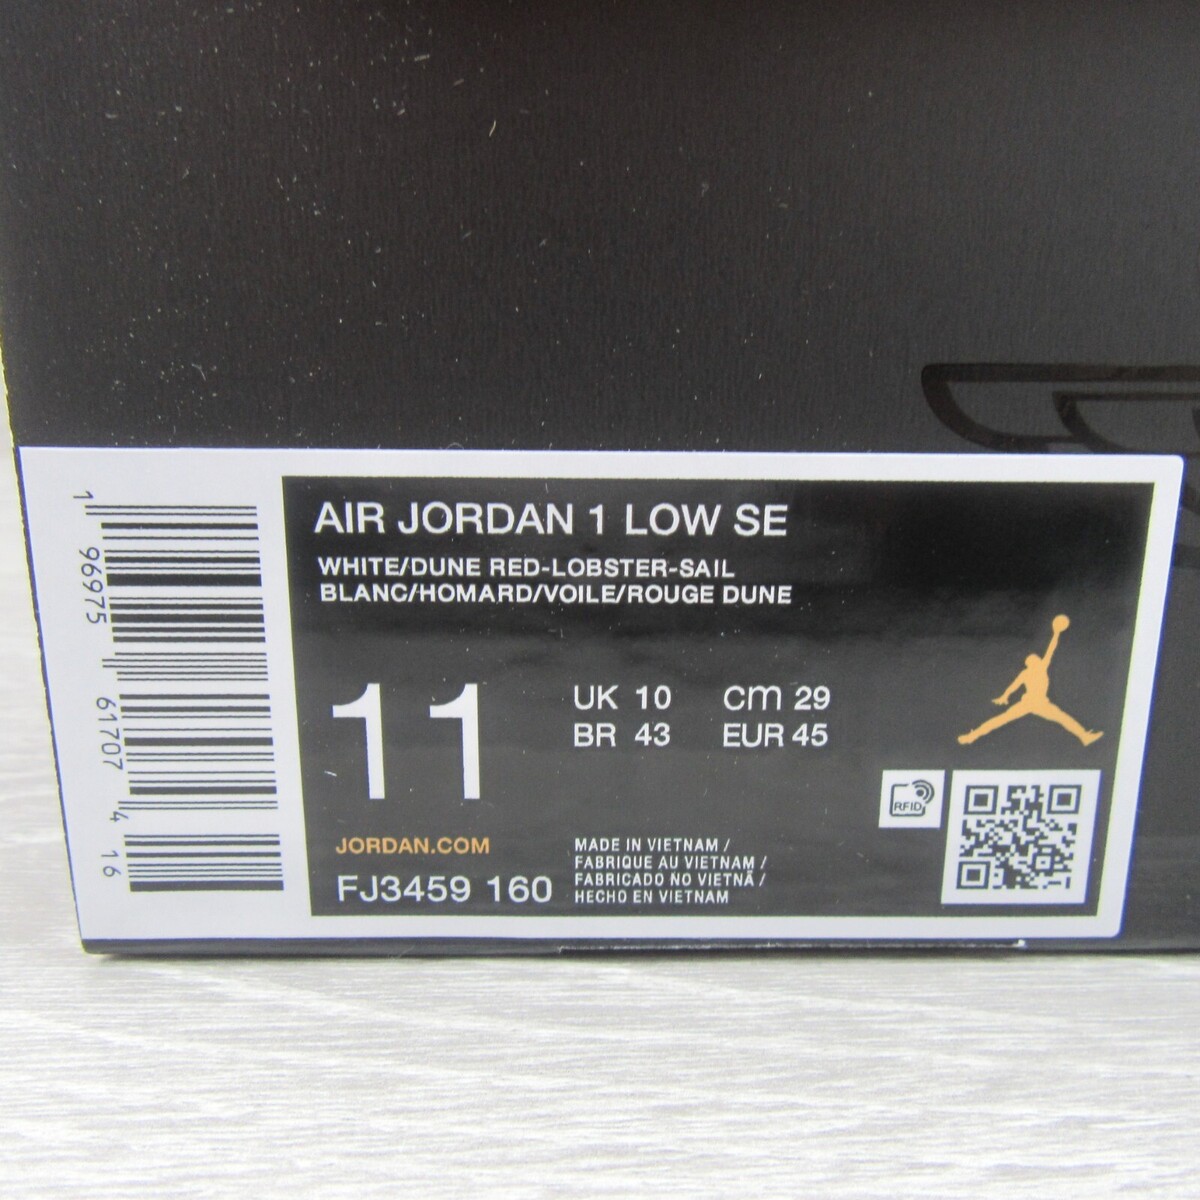 AIR JORDAN 1 LOW SE
WHITE/DUNE RED-LOBSTER-SAIL
BLANC/HOMARD/VOILE/ROUGE DUNE
11
UK 10 cm 29
BR 43 EUR 45
RFID
JORDAN.COM
FJ3459 160
MADE IN VIETNAM /
FABRIQUE AU VIETNAM /
FABRICADO NO VIETNÃ /
HECHO EN VIETNAM
1 96975 61707 4 16